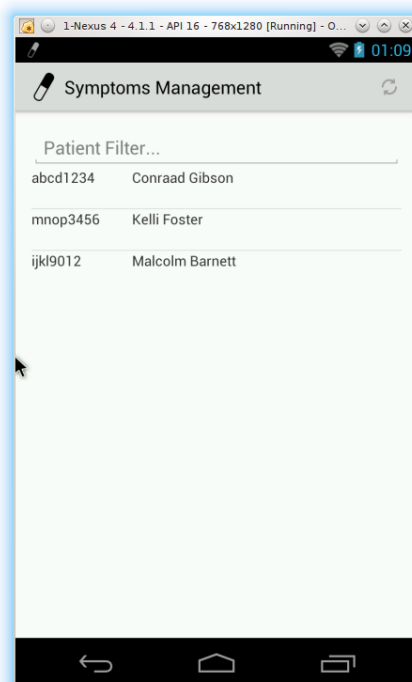 1-Nexus 4 - 4.1.1 - API 16 - 768x1280 [Running] - O...
01:09
Symptoms Management
Patient Filter...
abcd1234 Conraad Gibson
mnop3456 Kelli Foster
ijkl9012 Malcolm Barnett